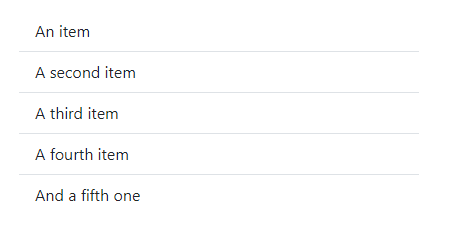 An item
A second item
A third item
A fourth item
And a fifth one